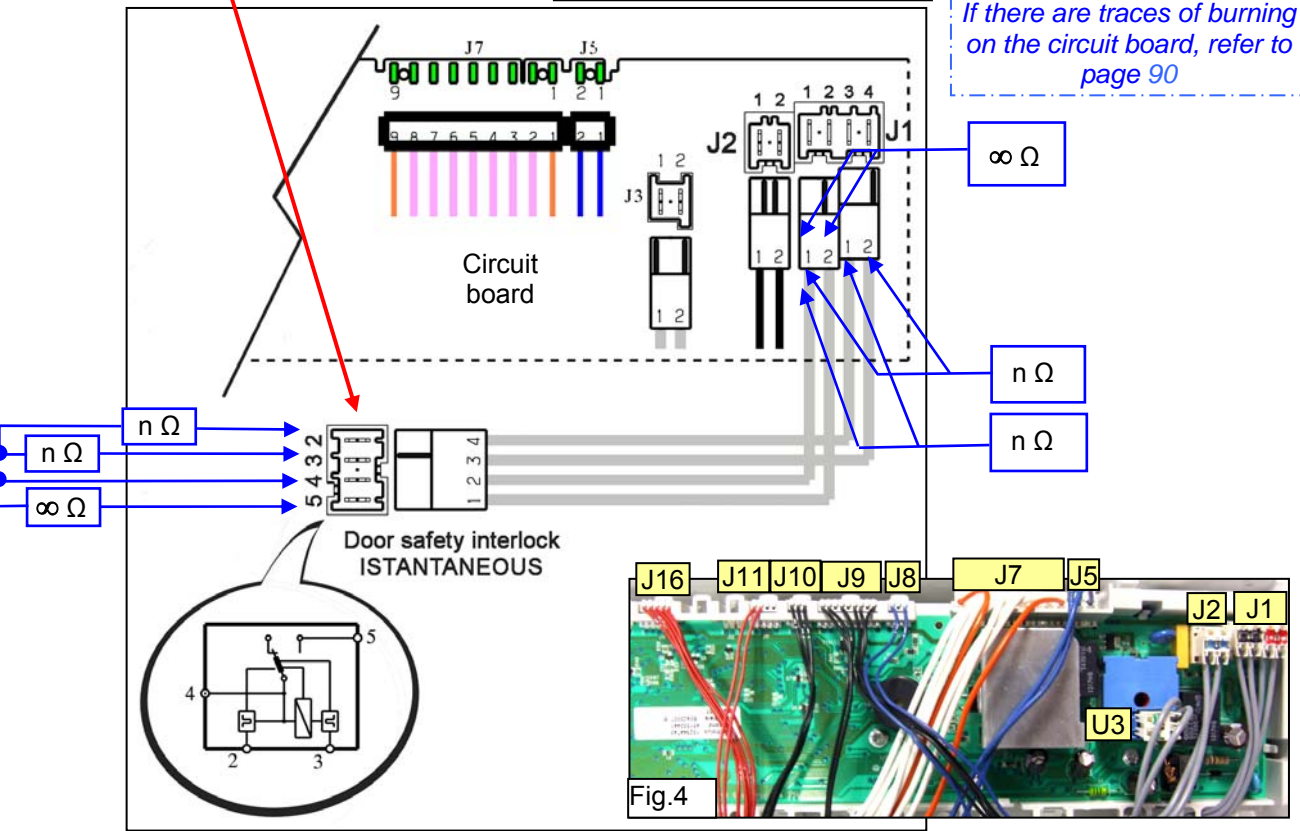 If there are traces of burning
on the circuit board, refer to
page 90
J7
J5
9
1
2 1
9 8 7 6 5 4 3 2 1
2 1
1 2
1 2 3 4
J2
J1
∞ Ω
1 2
J3
Circuit
board
1 2
1 2
1 2
1 2
n Ω
n Ω
n Ω
n Ω
∞ Ω
2
3
4
5
4
3
2
1
Door safety interlock
ISTANTANEOUS
5
4
2
3
J16
J11
J10
J9
J8
J7
J5
J2
J1
U3
Fig.4